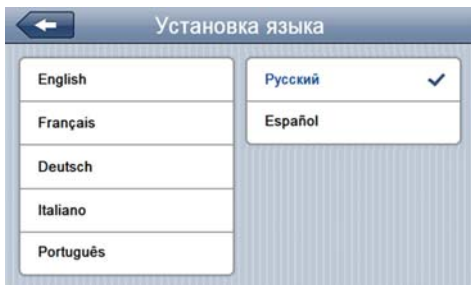 Установка языка
English
Français
Deutsch
Italiano
Português
Русский
Español